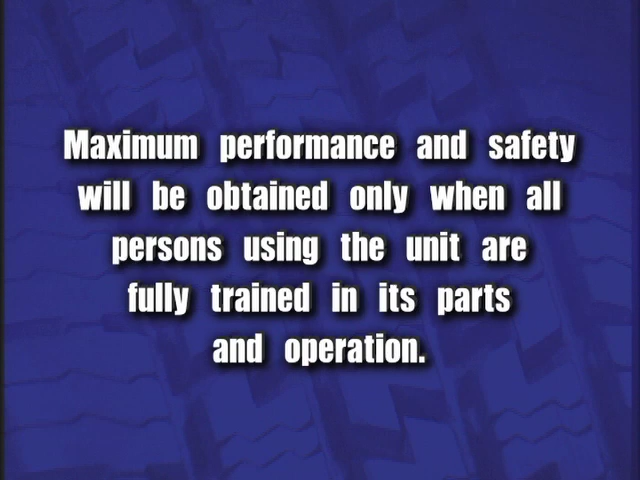 Maximum performance and safety
will be obtained only when all
persons using the unit are
fully trained in its parts
and operation.